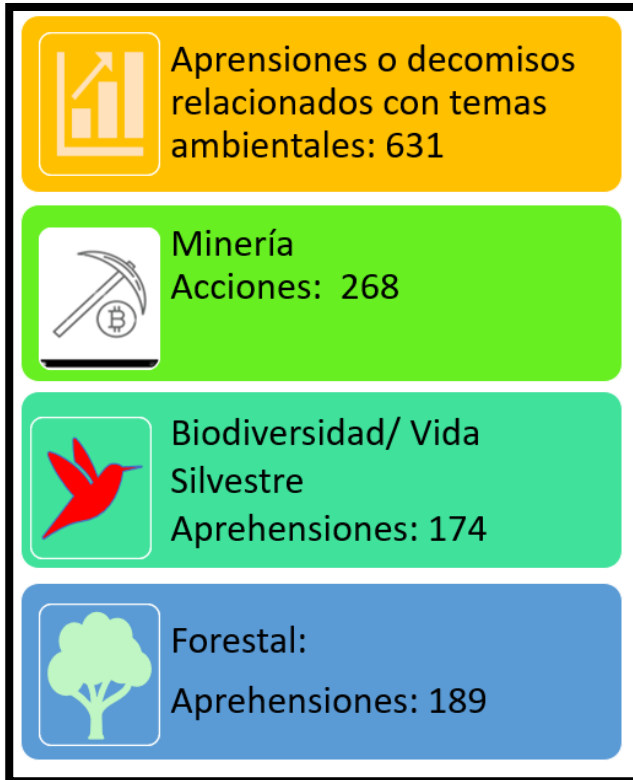 Aprensiones o decomisos
relacionados con temas
ambientales: 631
Minería
Acciones:  268
Biodiversidad/ Vida
Silvestre
Aprehensiones: 174
Forestal:
Aprehensiones: 189